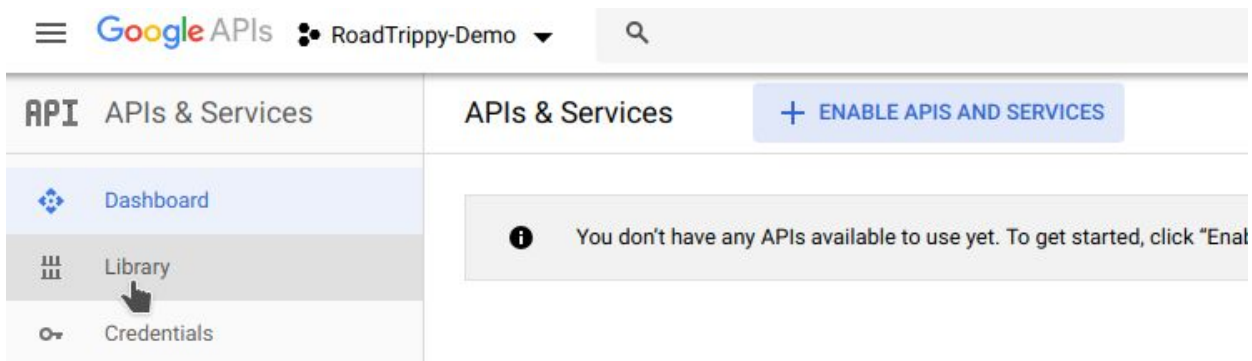 Google APIs RoadTrippy-Demo
API APIs & Services
APIs & Services + ENABLE APIS AND SERVICES
Dashboard
You don't have any APIs available to use yet. To get started, click “
Library
Credentials